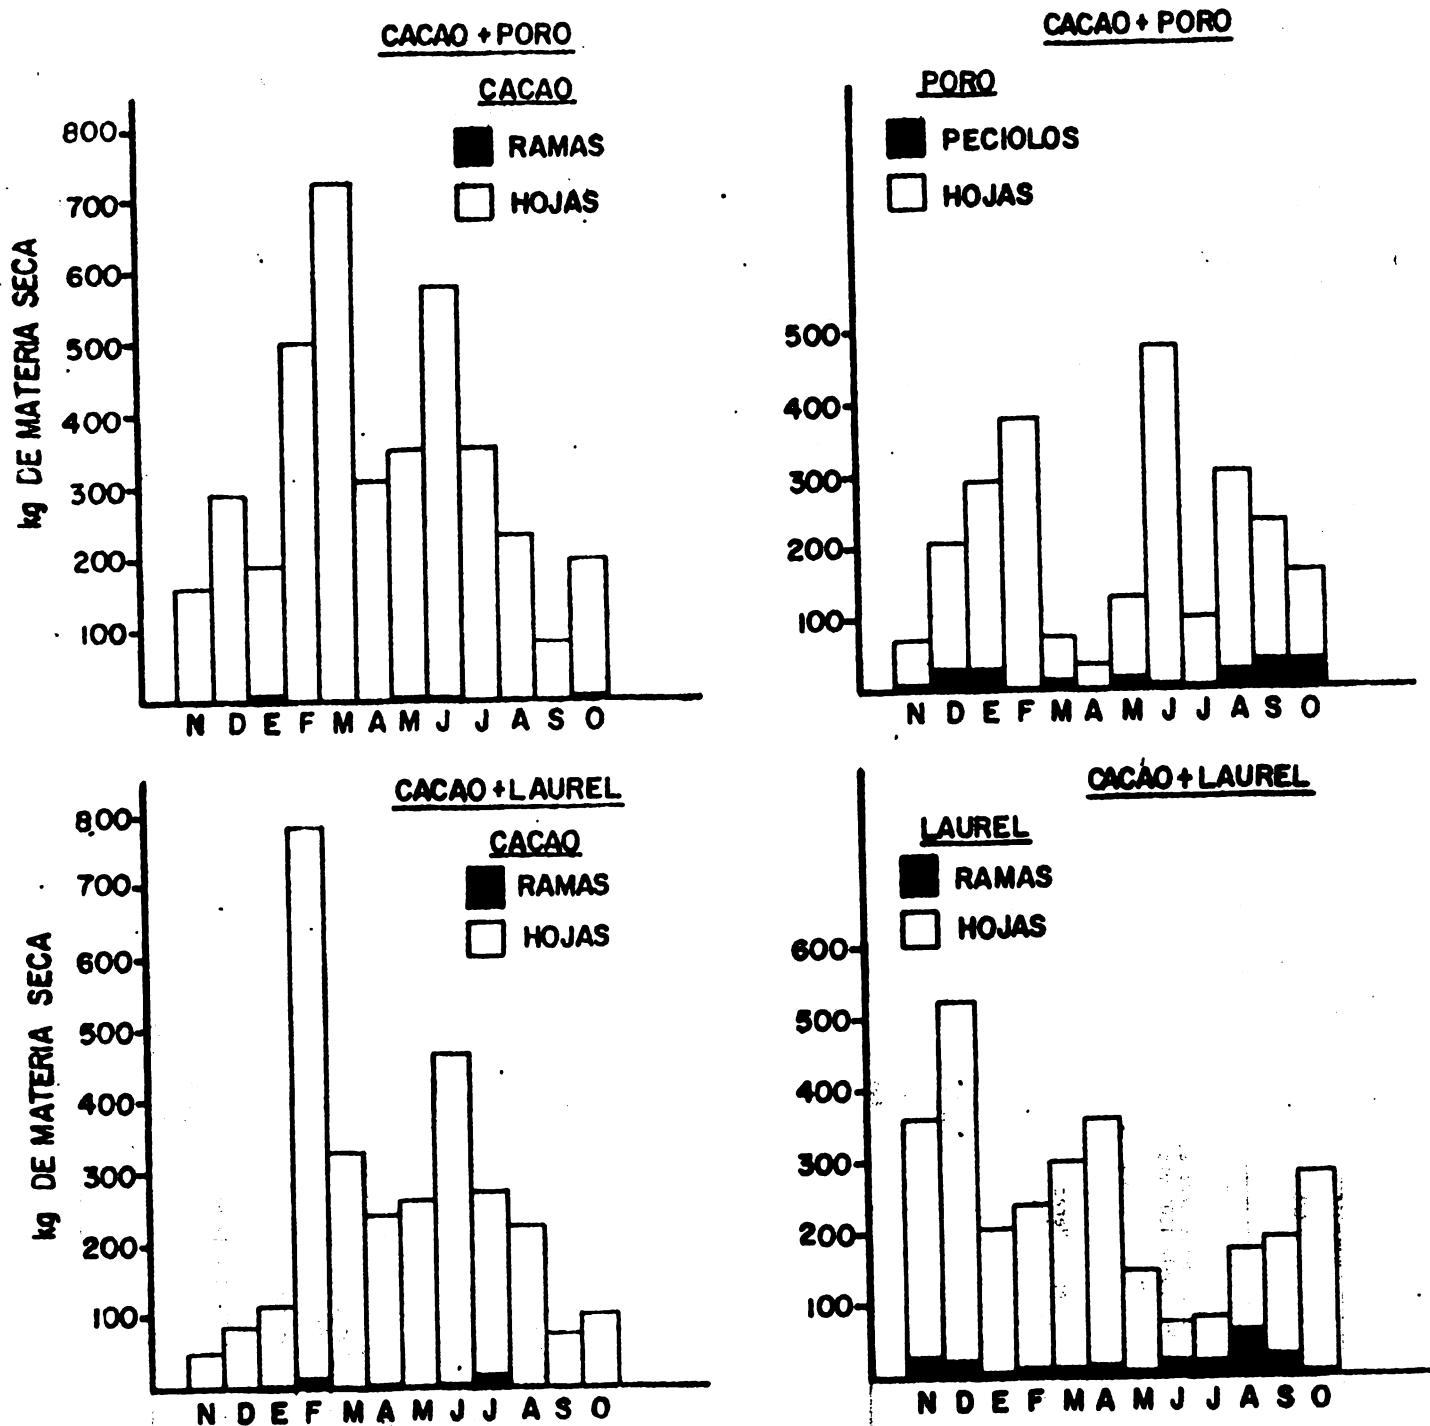 CACAO + PORO
CACAO
RAMAS
HOJAS
800
700
600
500
400
300
200
100
kg DE MATERIA SECA
N D E F M A M J J A S O
CACAO + PORO
PORO
PECIOLOS
HOJAS
500
400
300
200
100
N D E F M A M J J A S O
CACAO + LAUREL
CACAO
RAMAS
HOJAS
800
700
600
500
400
300
200
100
kg DE MATERIA SECA
N D E F M A M J J A S O
CACAO + LAUREL
LAUREL
RAMAS
HOJAS
600
500
400
300
200
100
N D E F M A M J J A S O